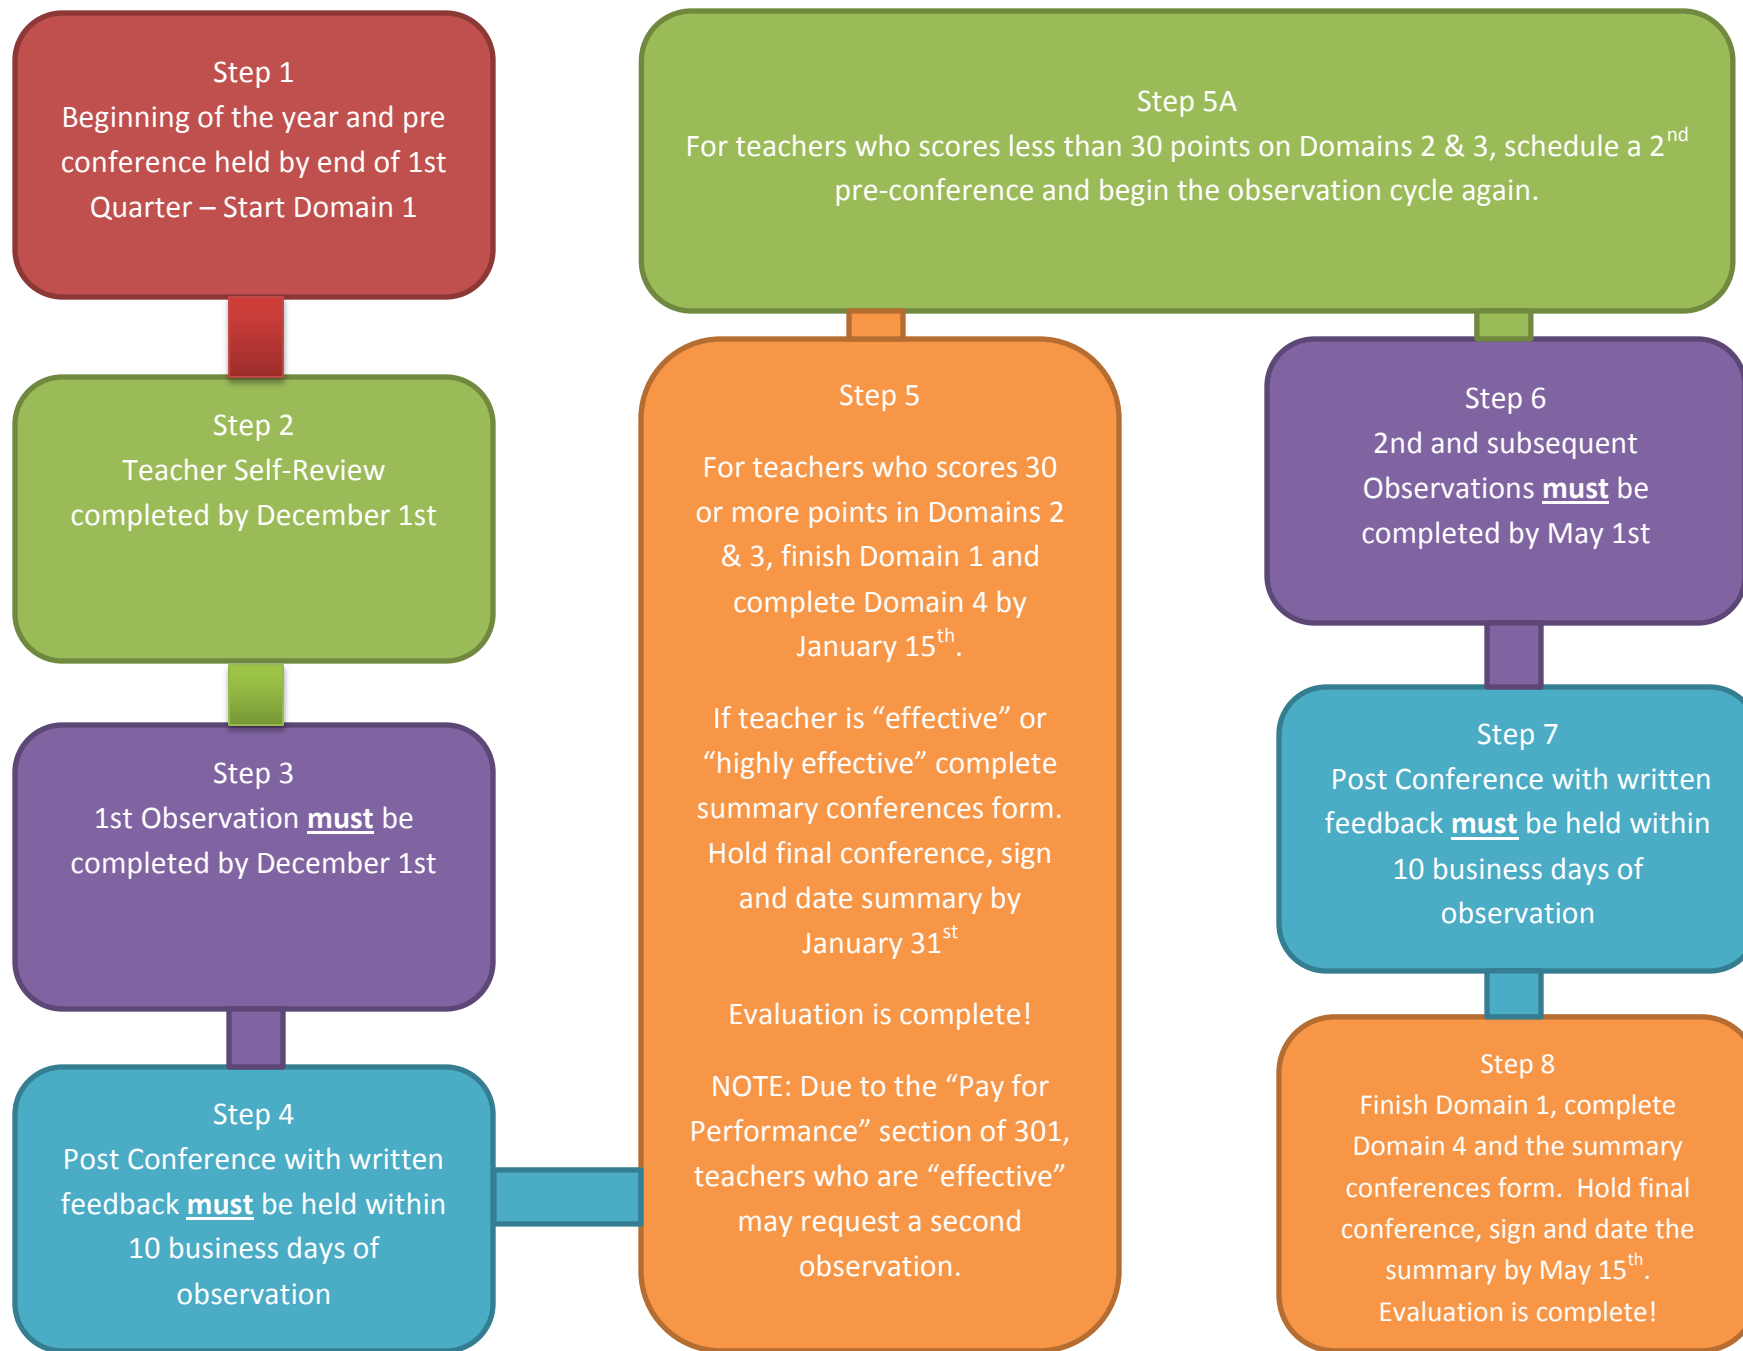 Step 1
Beginning of the year and pre
conference held by end of 1st
Quarter – Start Domain 1
Step 2
Teacher Self-Review
completed by December 1st
Step 3
1st Observation must be
completed by December 1st
Step 4
Post Conference with written
feedback must be held within
10 business days of
observation
Step 5
For teachers who scores 30
or more points in Domains 2
& 3, finish Domain 1 and
complete Domain 4 by
January 15th.
If teacher is “effective” or
“highly effective” complete
summary conferences form.
Hold final conference, sign
and date summary by
January 31st
Evaluation is complete!
NOTE: Due to the “Pay for
Performance” section of 301,
teachers who are “effective”
may request a second
observation.
Step 5A
For teachers who scores less than 30 points on Domains 2 & 3, schedule a 2nd
pre-conference and begin the observation cycle again.
Step 6
2nd and subsequent
Observations must be
completed by May 1st
Step 7
Post Conference with written
feedback must be held within
10 business days of
observation
Step 8
Finish Domain 1, complete
Domain 4 and the summary
conferences form.  Hold final
conference, sign and date the
summary by May 15th.
Evaluation is complete!